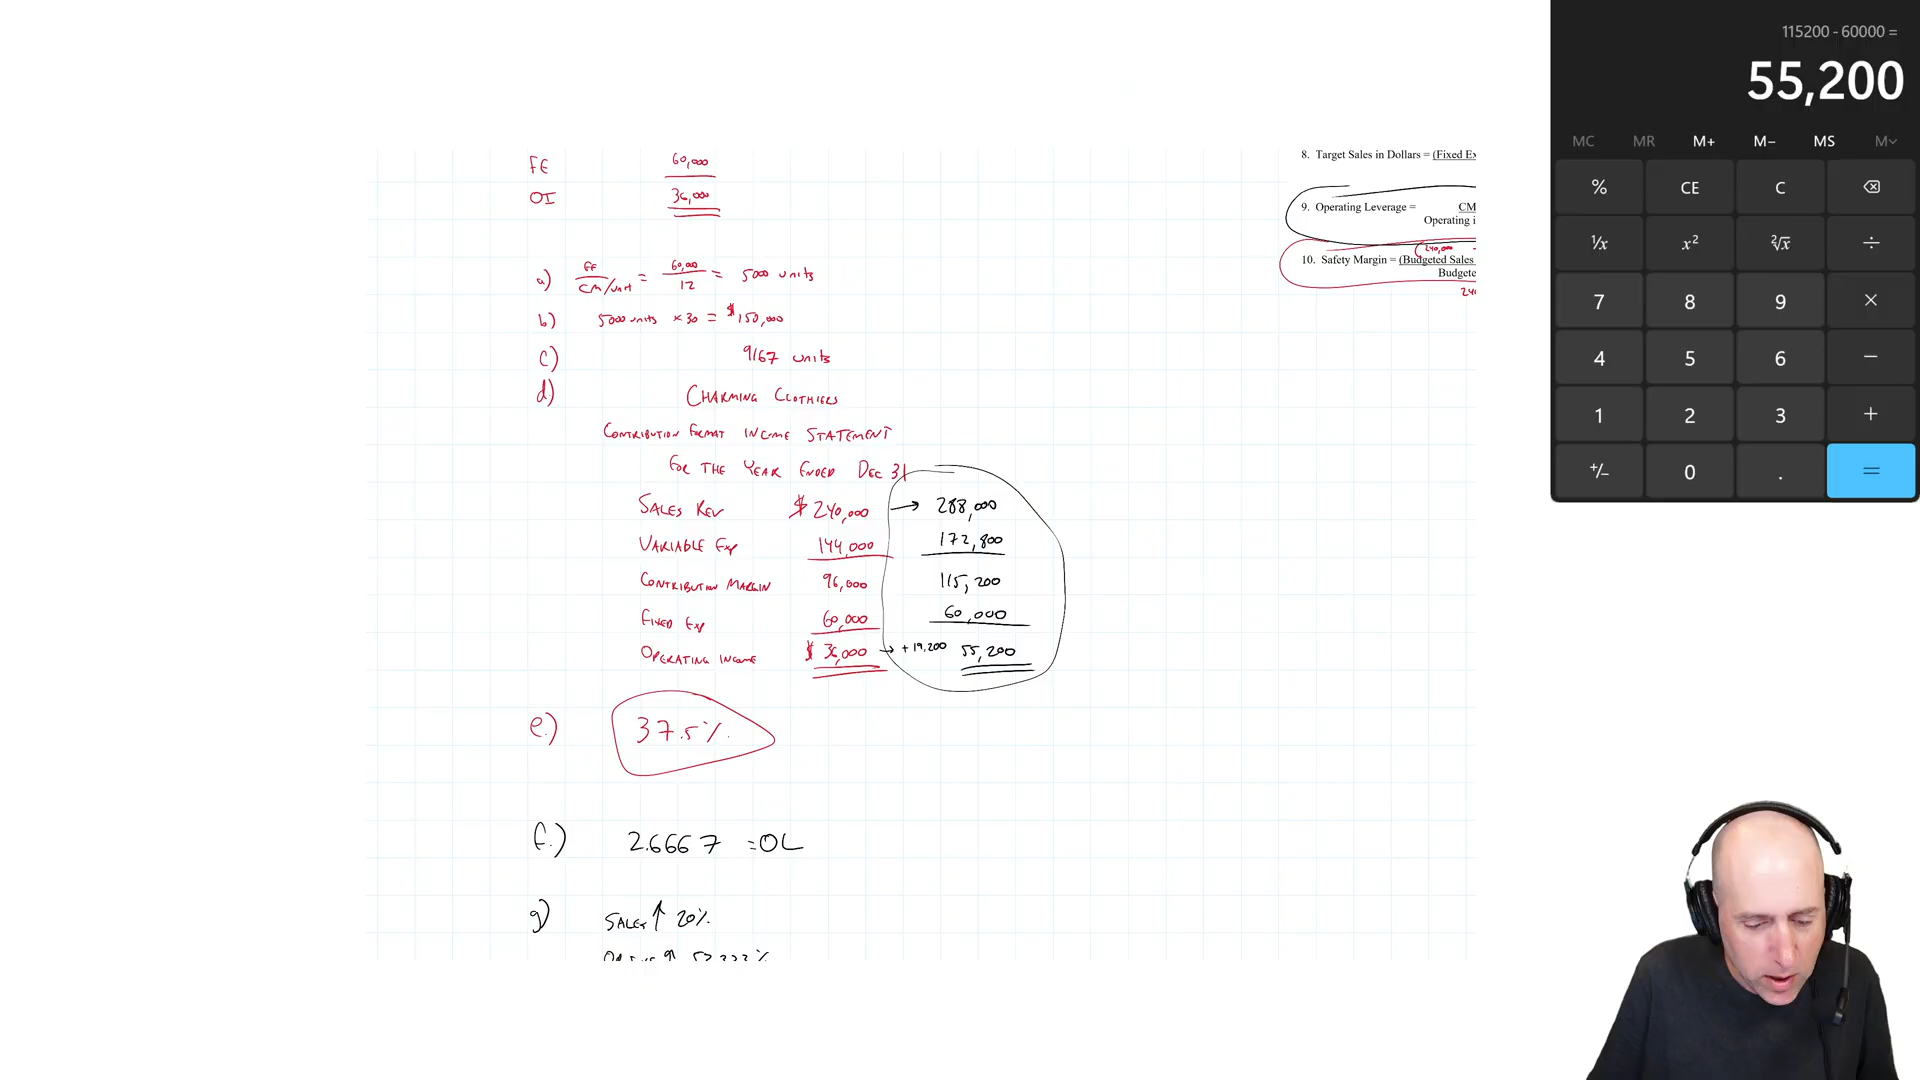 FE 60,000
OI 36,000
a) FE / CM/unit = 60,000 / 12 = 5000 units
b) 5000 units x 30 = $150,000
c) 9167 units
d) CHARMING CLOTHIERS
CONTRIBUTION FORMAT INCOME STATEMENT
FOR THE YEAR ENDED DEC 31
SALES REV $240,000 → 288,000
VARIABLE EXP 144,000 172,800
CONTRIBUTION MARGIN 96,000 115,200
FIXED EXP 60,000 60,000
OPERATING INCOME $36,000 → +19,200 55,200
e.) 37.5%
f.) 2.6667 = OL
g) SALES ↑ 20%
8. Target Sales in Dollars = (Fixed Ex
9. Operating Leverage = CM
Operating i
(240,000
10. Safety Margin = (Budgeted Sales
Budgete
240
115200 - 60000 =
55,200
MC MR M+ M− MS M˅
% CE C ⌫
¹/x x² ²√x ÷
7 8 9 ×
4 5 6 −
1 2 3 +
+/− 0 . =